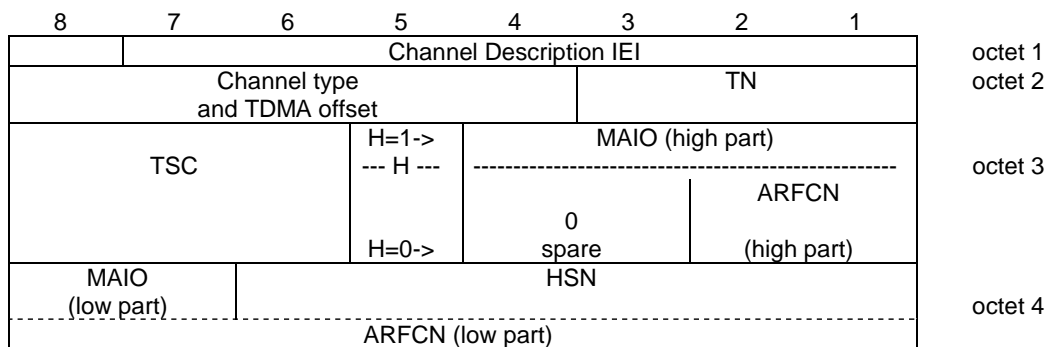 8 7 6 5 4 3 2 1
Channel Description IEI octet 1
Channel type TN octet 2
and TDMA offset
H=1-> MAIO (high part)
TSC --- H --- octet 3
ARFCN
0
H=0-> spare (high part)
MAIO HSN
(low part) octet 4
ARFCN (low part)